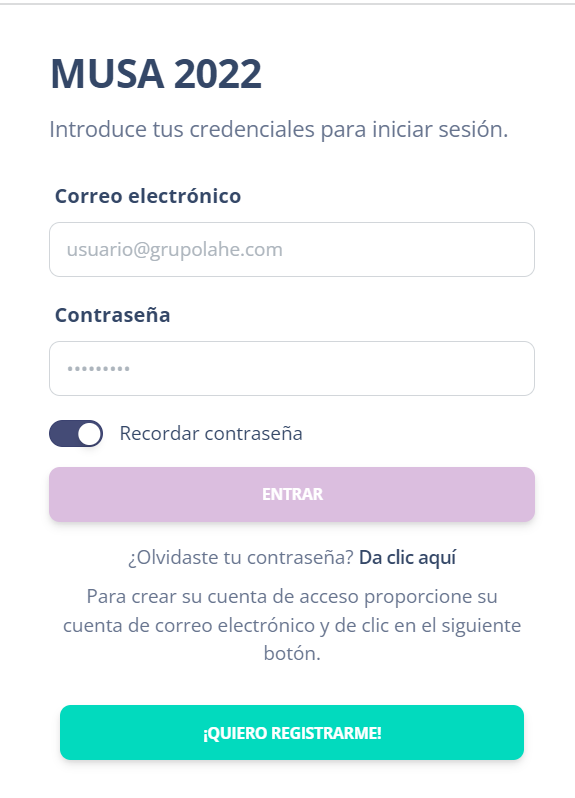 MUSA 2022
Introduce tus credenciales para iniciar sesión.
Correo electrónico
usuario@grupolahe.com
Contraseña
•••••••••
Recordar contraseña
ENTRAR
¿Olvidaste tu contraseña? Da clic aquí
Para crear su cuenta de acceso proporcione su
cuenta de correo electrónico y de clic en el siguiente
botón.
¡QUIERO REGISTRARME!